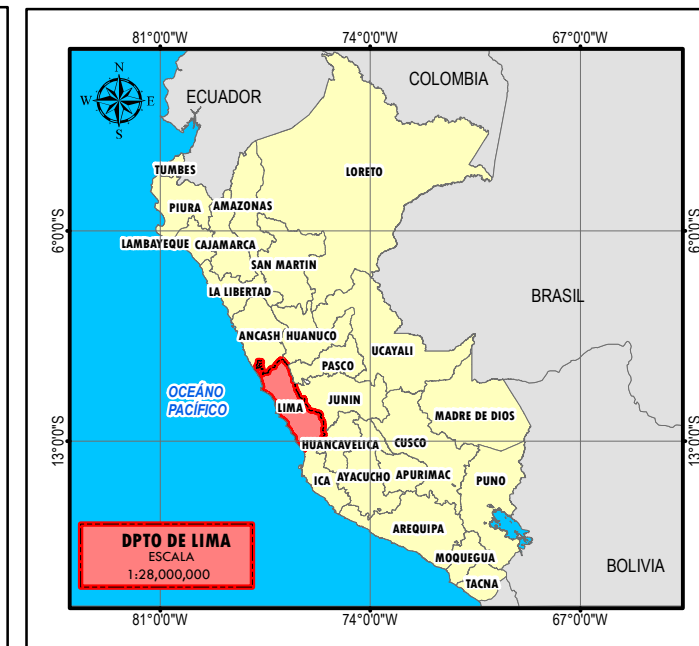 81°0'0"W 74°0'0"W 67°0'0"W
N
W E
S
COLOMBIA
ECUADOR
LORETO
TUMBES
PIURA AMAZONAS
6°0'0"S 6°0'0"S
LAMBAYEQUE CAJAMARCA
SAN MARTIN
LA LIBERTAD
BRASIL
ANCASH HUANUCO
UCAYALI
PASCO
OCEÁNO
PACÍFICO
JUNIN
LIMA
MADRE DE DIOS
13°0'0"S 13°0'0"S
HUANCAVELICA CUSCO
ICA AYACUCHO APURIMAC PUNO
AREQUIPA
DPTO DE LIMA
ESCALA
1:28,000,000
MOQUEGUA
BOLIVIA
TACNA
81°0'0"W 74°0'0"W 67°0'0"W